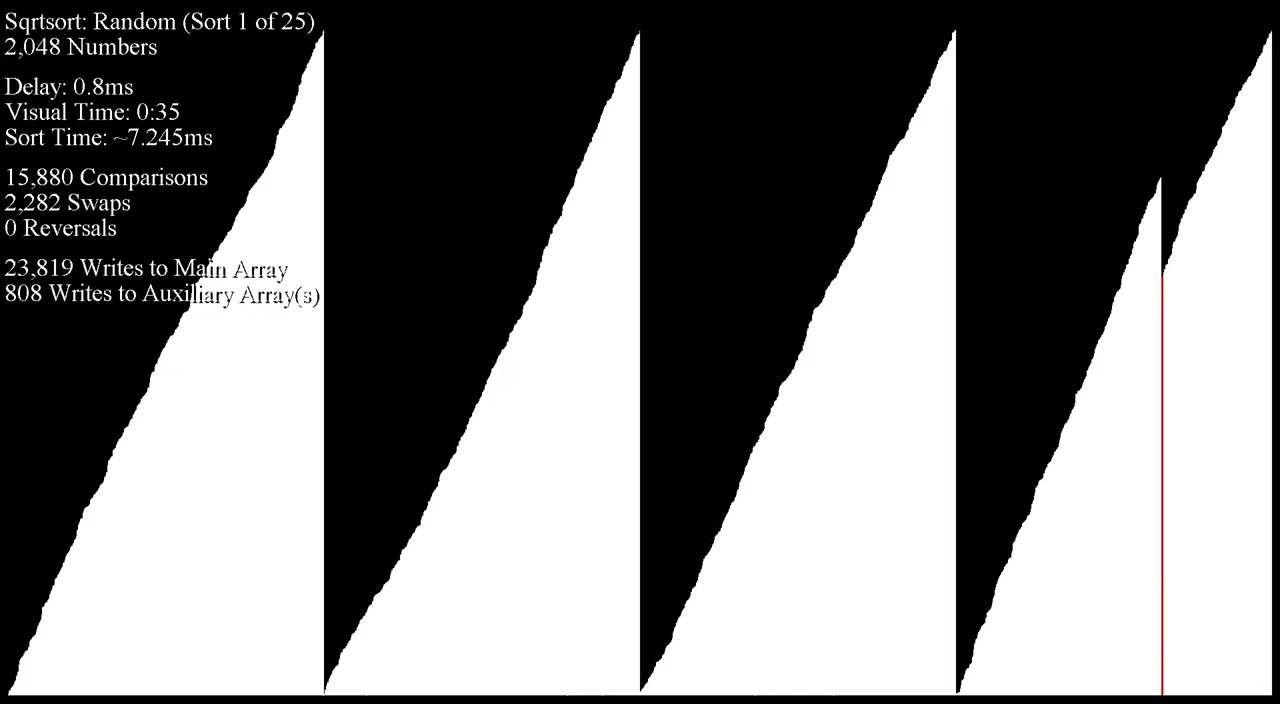 Sqrtsort: Random (Sort 1 of 25)
2,048 Numbers
Delay: 0.8ms
Visual Time: 0:35
Sort Time: ~7.245ms
15,880 Comparisons
2,282 Swaps
0 Reversals
23,819 Writes to Main Array
808 Writes to Auxiliary Array(s)